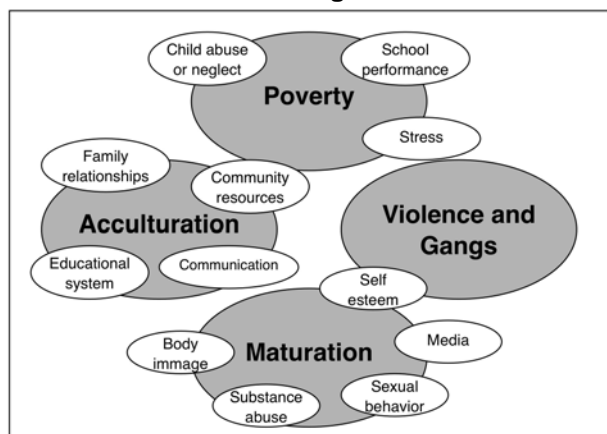 Child abuse
or neglect
School
performance
Poverty
Stress
Family
relationships
Community
resources
Acculturation
Violence and
Gangs
Educational
system
Communication
Self
esteem
Body
immage
Maturation
Media
Substance
abuse
Sexual
behavior